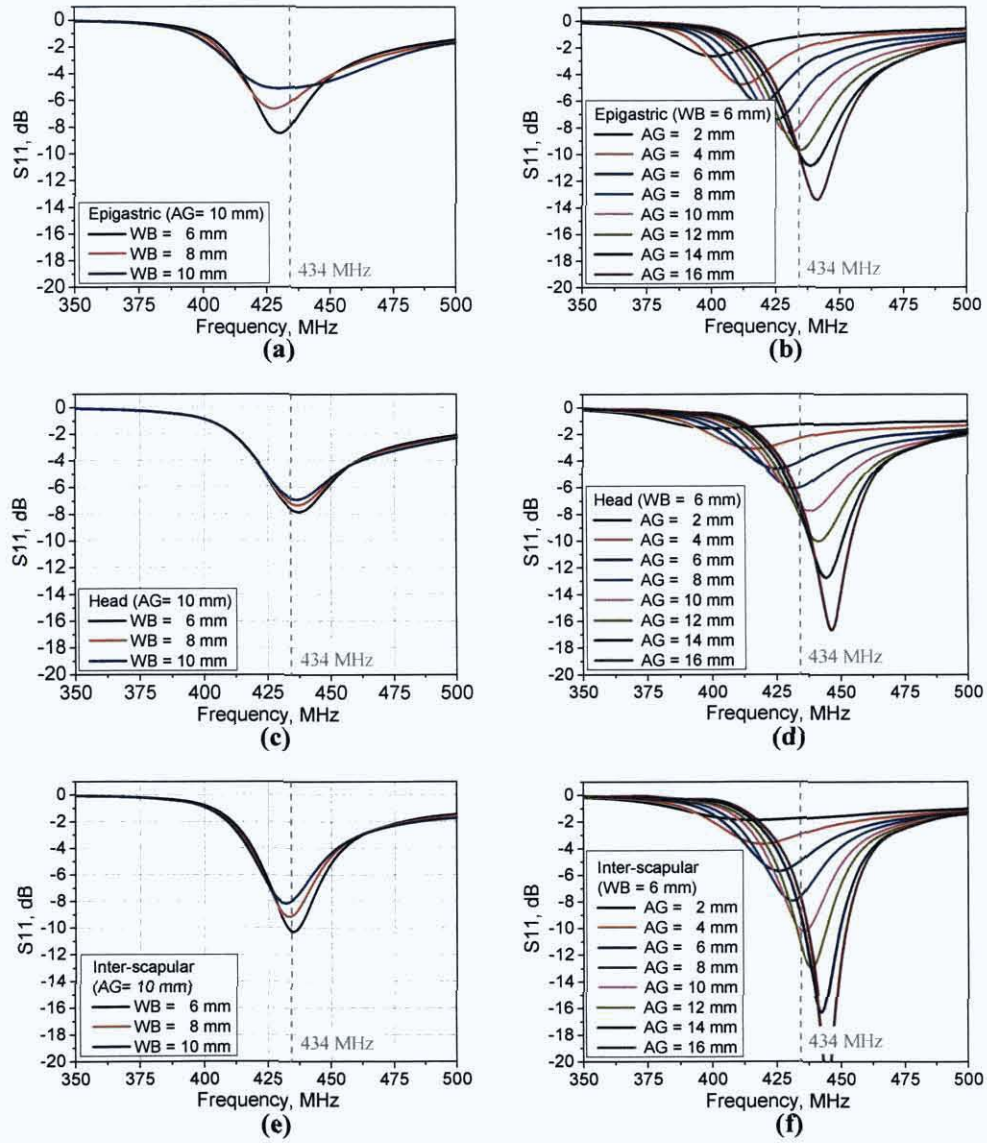 0
-2
-4
-6
-8
-10
-12
-14
-16
-18
-20
S11, dB
Epigastric (AG= 10 mm)
WB = 6 mm
WB = 8 mm
WB = 10 mm
434 MHz
350 375 400 425 450 475 500
Frequency, MHz
(a)
0
-2
-4
-6
-8
-10
-12
-14
-16
-18
-20
S11, dB
Epigastric (WB = 6 mm)
AG = 2 mm
AG = 4 mm
AG = 6 mm
AG = 8 mm
AG = 10 mm
AG = 12 mm
AG = 14 mm
AG = 16 mm
434 MHz
350 375 400 425 450 475 500
Frequency, MHz
(b)
0
-2
-4
-6
-8
-10
-12
-14
-16
-18
-20
S11, dB
Head (AG= 10 mm)
WB = 6 mm
WB = 8 mm
WB = 10 mm
434 MHz
350 375 400 425 450 475 500
Frequency, MHz
(c)
0
-2
-4
-6
-8
-10
-12
-14
-16
-18
-20
S11, dB
Head (WB = 6 mm)
AG = 2 mm
AG = 4 mm
AG = 6 mm
AG = 8 mm
AG = 10 mm
AG = 12 mm
AG = 14 mm
AG = 16 mm
434 MHz
350 375 400 425 450 475 500
Frequency, MHz
(d)
0
-2
-4
-6
-8
-10
-12
-14
-16
-18
-20
S11, dB
Inter-scapular
(AG= 10 mm)
WB = 6 mm
WB = 8 mm
WB = 10 mm
434 MHz
350 375 400 425 450 475 500
Frequency, MHz
(e)
0
-2
-4
-6
-8
-10
-12
-14
-16
-18
-20
S11, dB
Inter-scapular
(WB = 6 mm)
AG = 2 mm
AG = 4 mm
AG = 6 mm
AG = 8 mm
AG = 10 mm
AG = 12 mm
AG = 14 mm
AG = 16 mm
434 MHz
350 375 400 425 450 475 500
Frequency, MHz
(f)